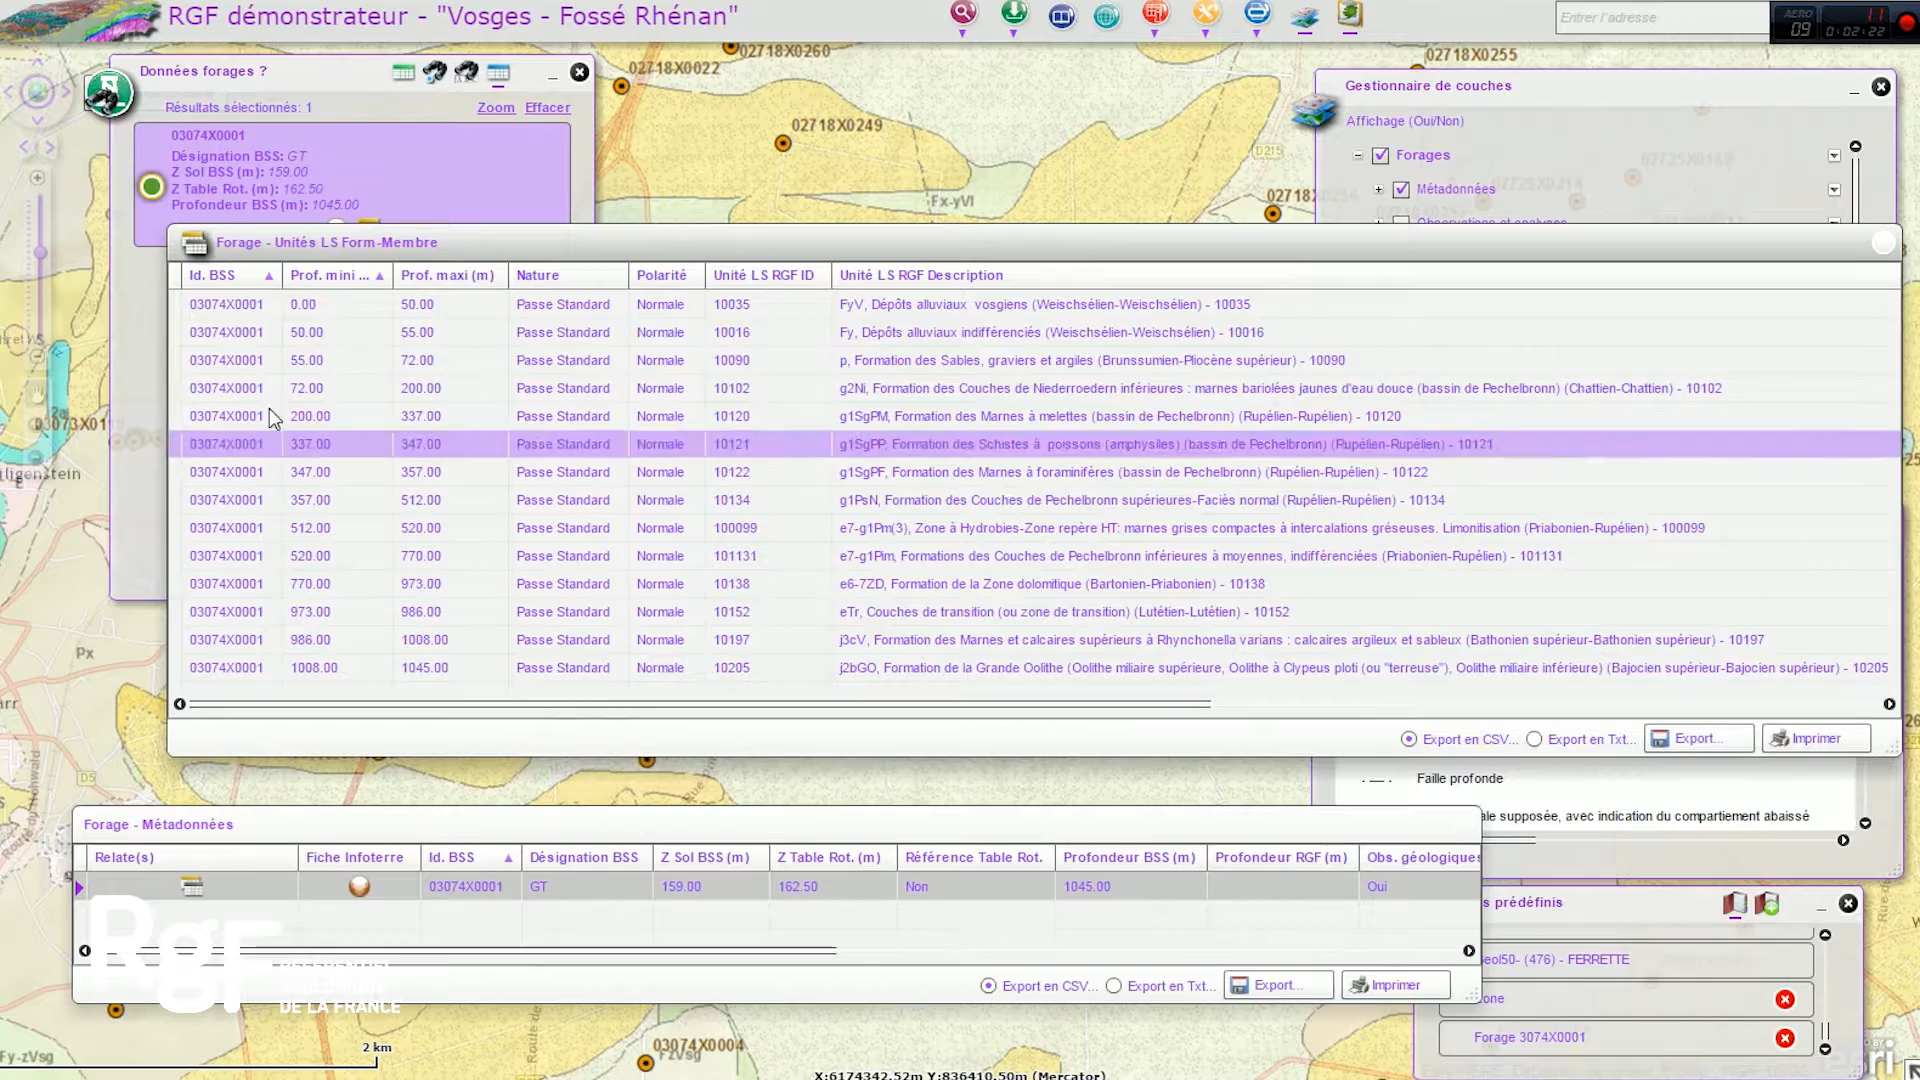 RGF démonstrateur - "Vosges - Fossé Rhénan"
Entrer l'adresse
AERO
09
11
0:02:22
02718X0260
02718X0022
02718X0249
02718X0255
D215
Fx-yVl
Données forages ?
Résultats sélectionnés: 1
Zoom Effacer
03074X0001
Désignation BSS: GT
Z Sol BSS (m): 159.00
Z Table Rot. (m): 162.50
Profondeur BSS (m): 1045.00
Gestionnaire de couches
Affichage (Oui/Non)
Forages
Métadonnées
Observations et analyses
Forage - Unités LS Form-Membre
Id. BSS Prof. mini ... Prof. maxi (m) Nature Polarité Unité LS RGF ID Unité LS RGF Description
03074X0001 0.00 50.00 Passe Standard Normale 10035 FyV, Dépôts alluviaux vosgiens (Weischsélien-Weischsélien) - 10035
03074X0001 50.00 55.00 Passe Standard Normale 10016 Fy, Dépôts alluviaux indifférenciés (Weischsélien-Weischsélien) - 10016
03074X0001 55.00 72.00 Passe Standard Normale 10090 p, Formation des Sables, graviers et argiles (Brunssumien-Pliocène supérieur) - 10090
03074X0001 72.00 200.00 Passe Standard Normale 10102 g2Ni, Formation des Couches de Niederroedern inférieures : marnes bariolées jaunes d'eau douce (bassin de Pechelbronn) (Chattien-Chattien) - 10102
03074X0001 200.00 337.00 Passe Standard Normale 10120 g1SgPM, Formation des Marnes à melettes (bassin de Pechelbronn) (Rupélien-Rupélien) - 10120
03074X0001 337.00 347.00 Passe Standard Normale 10121 g1SgPP, Formation des Schistes à poissons (amphysiles) (bassin de Pechelbronn) (Rupélien-Rupélien) - 10121
03074X0001 347.00 357.00 Passe Standard Normale 10122 g1SgPF, Formation des Marnes à foraminifères (bassin de Pechelbronn) (Rupélien-Rupélien) - 10122
03074X0001 357.00 512.00 Passe Standard Normale 10134 g1PsN, Formation des Couches de Pechelbronn supérieures-Faciès normal (Rupélien-Rupélien) - 10134
03074X0001 512.00 520.00 Passe Standard Normale 100099 e7-g1Pm(3), Zone à Hydrobies-Zone repère HT: marnes grises compactes à intercalations gréseuses. Limonitisation (Priabonien-Rupélien) - 100099
03074X0001 520.00 770.00 Passe Standard Normale 101131 e7-g1Pim, Formations des Couches de Pechelbronn inférieures à moyennes, indifférenciées (Priabonien-Rupélien) - 101131
03074X0001 770.00 973.00 Passe Standard Normale 10138 e6-7ZD, Formation de la Zone dolomitique (Bartonien-Priabonien) - 10138
03074X0001 973.00 986.00 Passe Standard Normale 10152 eTr, Couches de transition (ou zone de transition) (Lutétien-Lutétien) - 10152
03074X0001 986.00 1008.00 Passe Standard Normale 10197 j3cV, Formation des Marnes et calcaires supérieurs à Rhynchonella varians : calcaires argileux et sableux (Bathonien supérieur-Bathonien supérieur) - 10197
03074X0001 1008.00 1045.00 Passe Standard Normale 10205 j2bGO, Formation de la Grande Oolithe (Oolithe miliaire supérieure, Oolithe à Clypeus ploti (ou "terreuse"), Oolithe miliaire inférieure) (Bajocien supérieur-Bajocien supérieur) - 10205
Export en CSV... Export en Txt... Export... Imprimer
Px
D5
Faille profonde
ale supposée, avec indication du compartiment abaissé
Forage - Métadonnées
Relate(s) Fiche Infoterre Id. BSS Désignation BSS Z Sol BSS (m) Z Table Rot. (m) Référence Table Rot. Profondeur BSS (m) Profondeur RGF (m) Obs. géologiques
03074X0001 GT 159.00 162.50 Non 1045.00 Oui
Export en CSV... Export en Txt... Export... Imprimer
RgF
DE LA FRANCE
s prédéfinis
eol50- (476) - FERRETTE
one
Forage 3074X0001
2 km
Fy-zVsg
03074X0004
FzVsg
X:6174342.52m Y:836410.50m (Mercator)
esri